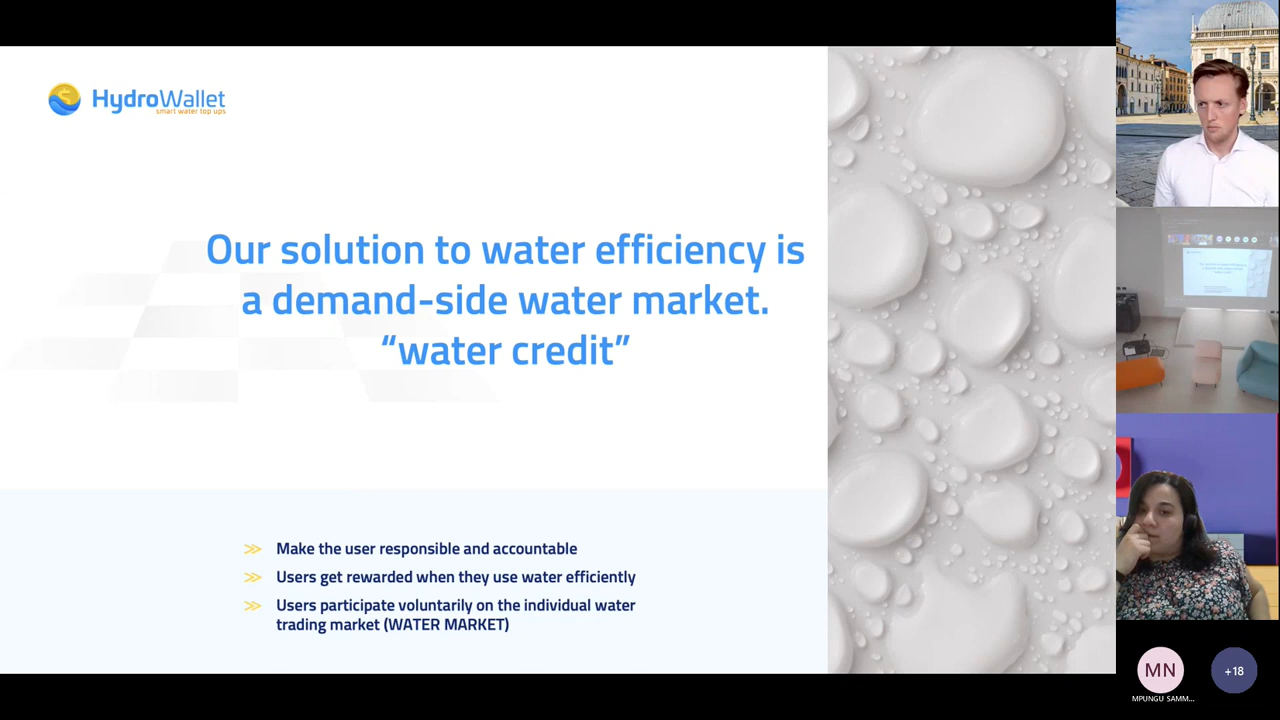 HydroWallet
smart water top ups
Our solution to water efficiency is
a demand-side water market.
“water credit”
≫ Make the user responsible and accountable
≫ Users get rewarded when they use water efficiently
≫ Users participate voluntarily on the individual water
trading market (WATER MARKET)
MN
MPUNGU SAMM...
+18